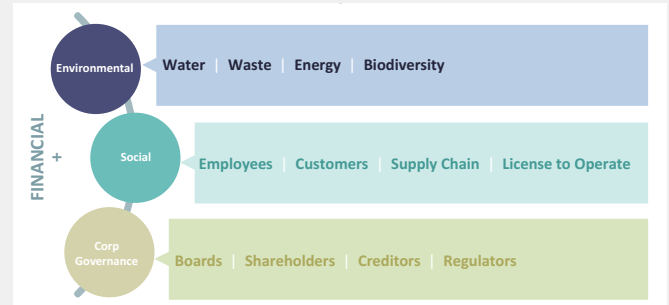 FINANCIAL
+
Environmental
Water | Waste | Energy | Biodiversity
Social
Employees | Customers | Supply Chain | License to Operate
Corp
Governance
Boards | Shareholders | Creditors | Regulators